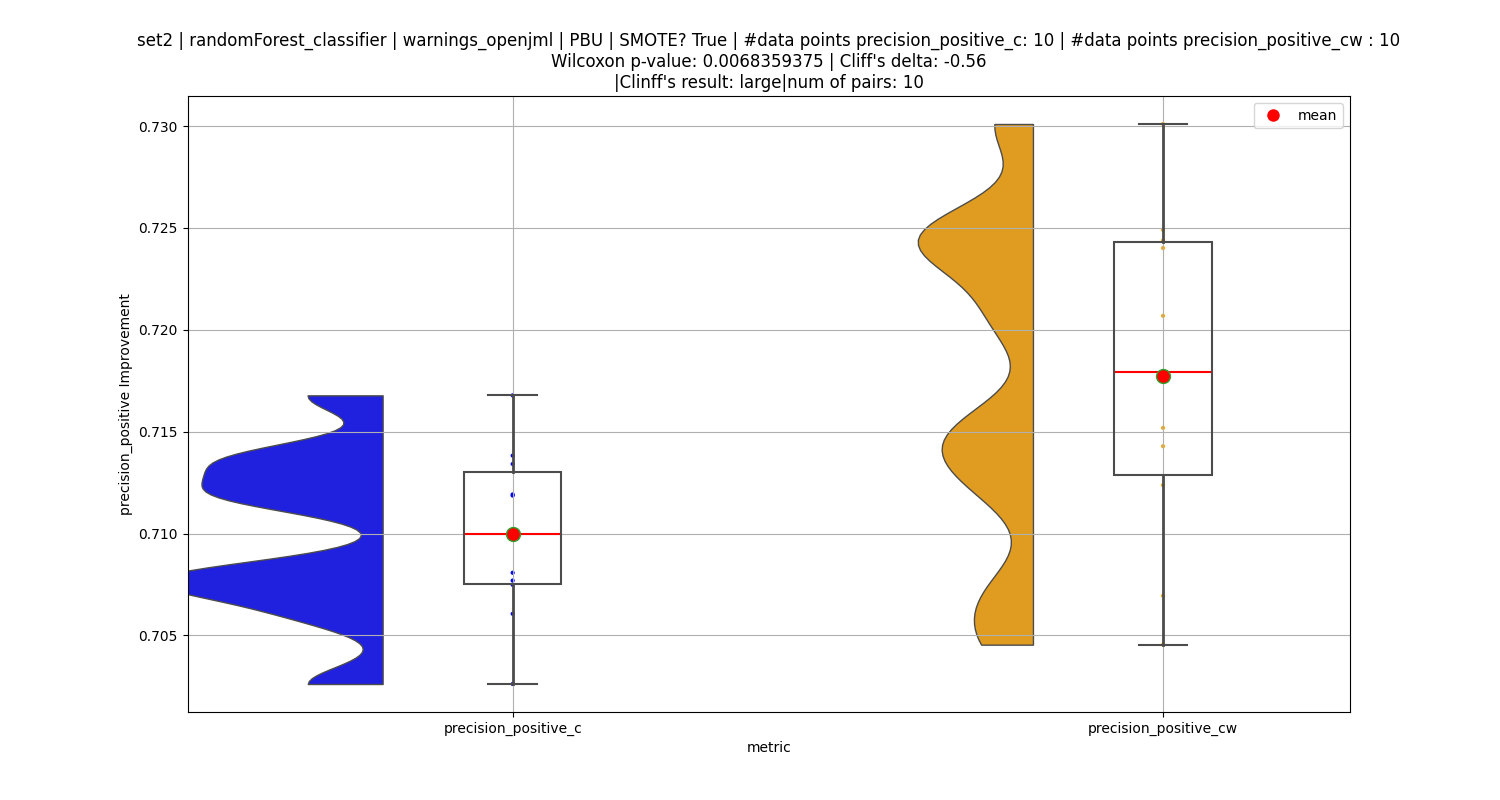 set2 | randomForest_classifier | warnings_openjml | PBU | SMOTE? True | #data points precision_positive_c: 10 | #data points precision_positive_cw : 10
Wilcoxon p-value: 0.0068359375 | Cliff's delta: -0.56
|Clinff's result: large|num of pairs: 10
mean
0.730
0.725
0.720
0.715
0.710
0.705
precision_positive Improvement
precision_positive_c
precision_positive_cw
metric